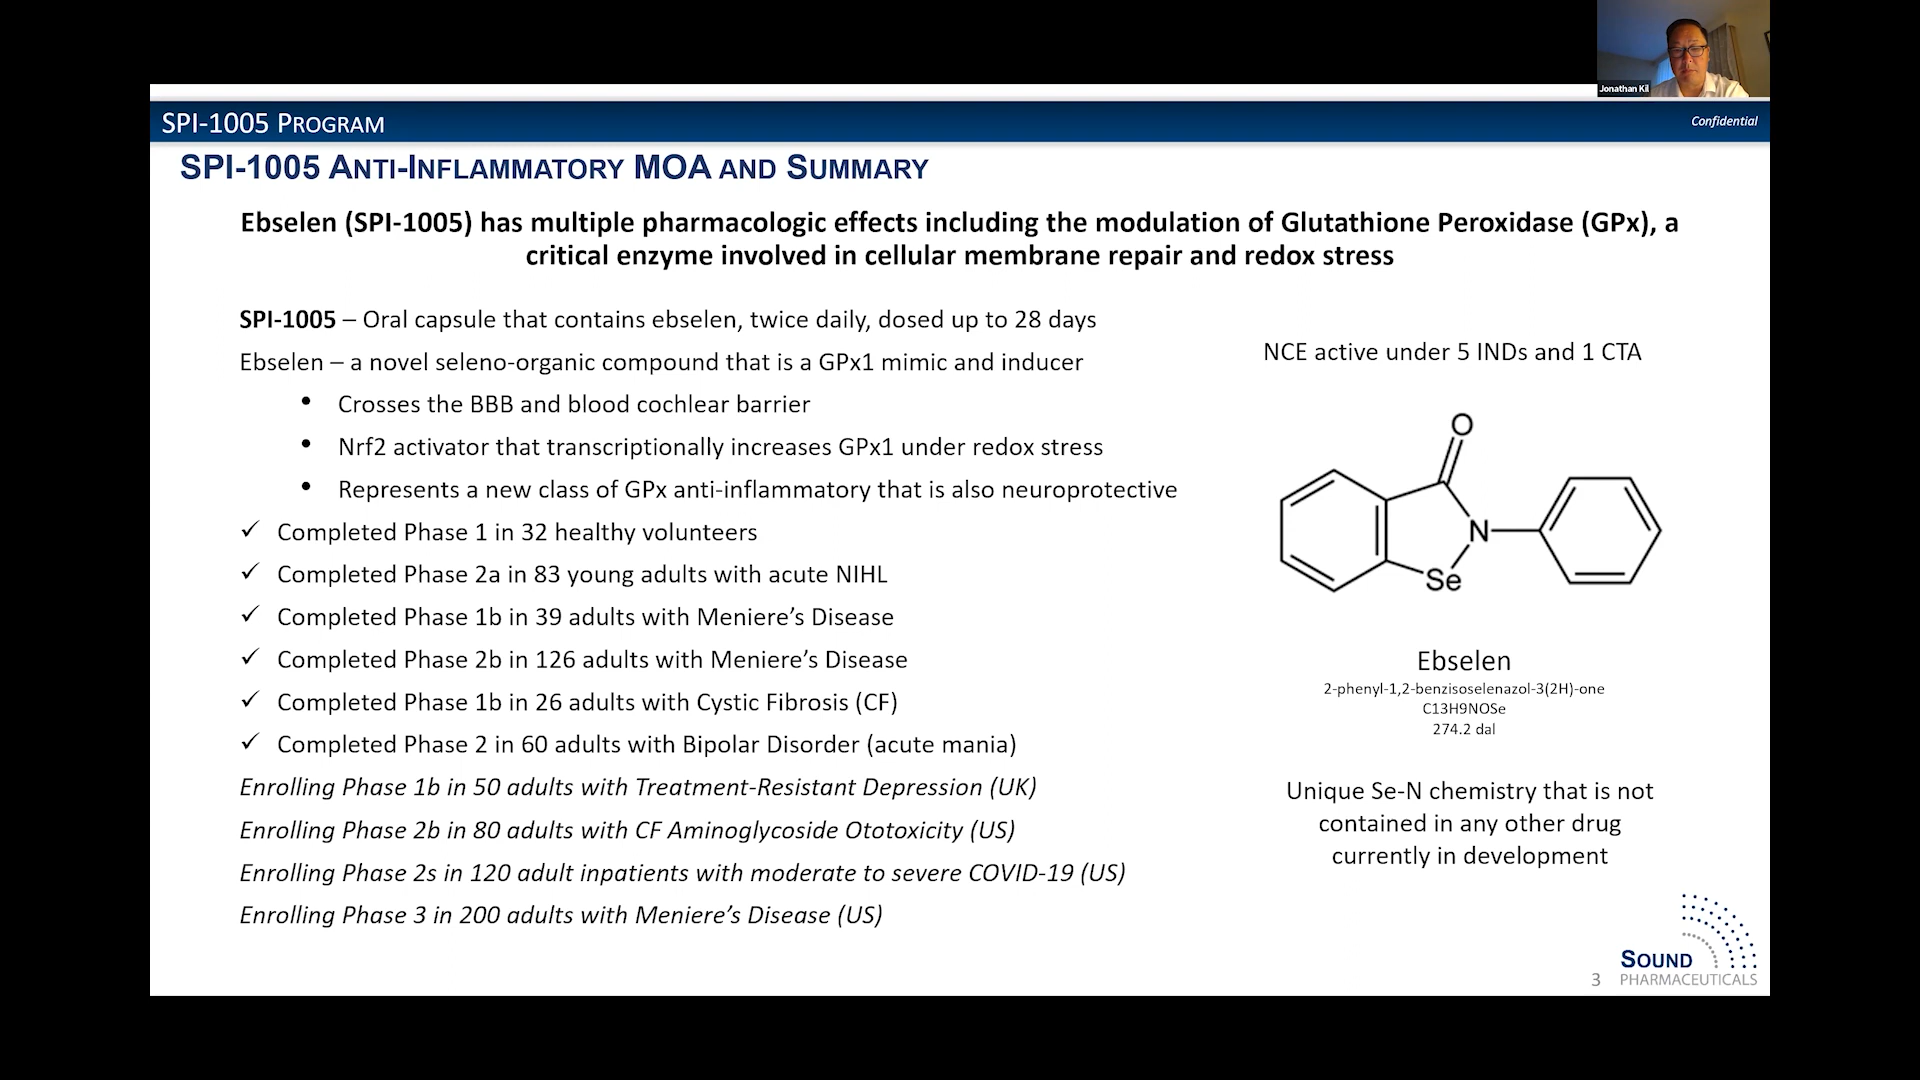 Jonathan Kil
SPI-1005 PROGRAM
Confidential
SPI-1005 ANTI-INFLAMMATORY MOA AND SUMMARY
Ebselen (SPI-1005) has multiple pharmacologic effects including the modulation of Glutathione Peroxidase (GPx), a
critical enzyme involved in cellular membrane repair and redox stress
SPI-1005 – Oral capsule that contains ebselen, twice daily, dosed up to 28 days
Ebselen – a novel seleno-organic compound that is a GPx1 mimic and inducer
• Crosses the BBB and blood cochlear barrier
• Nrf2 activator that transcriptionally increases GPx1 under redox stress
• Represents a new class of GPx anti-inflammatory that is also neuroprotective
✓ Completed Phase 1 in 32 healthy volunteers
✓ Completed Phase 2a in 83 young adults with acute NIHL
✓ Completed Phase 1b in 39 adults with Meniere’s Disease
✓ Completed Phase 2b in 126 adults with Meniere’s Disease
✓ Completed Phase 1b in 26 adults with Cystic Fibrosis (CF)
✓ Completed Phase 2 in 60 adults with Bipolar Disorder (acute mania)
Enrolling Phase 1b in 50 adults with Treatment-Resistant Depression (UK)
Enrolling Phase 2b in 80 adults with CF Aminoglycoside Ototoxicity (US)
Enrolling Phase 2s in 120 adult inpatients with moderate to severe COVID-19 (US)
Enrolling Phase 3 in 200 adults with Meniere’s Disease (US)
NCE active under 5 INDs and 1 CTA
O
N
Se
Ebselen
2-phenyl-1,2-benzisoselenazol-3(2H)-one
C13H9NOSe
274.2 dal
Unique Se-N chemistry that is not
contained in any other drug
currently in development
3
SOUND
PHARMACEUTICALS